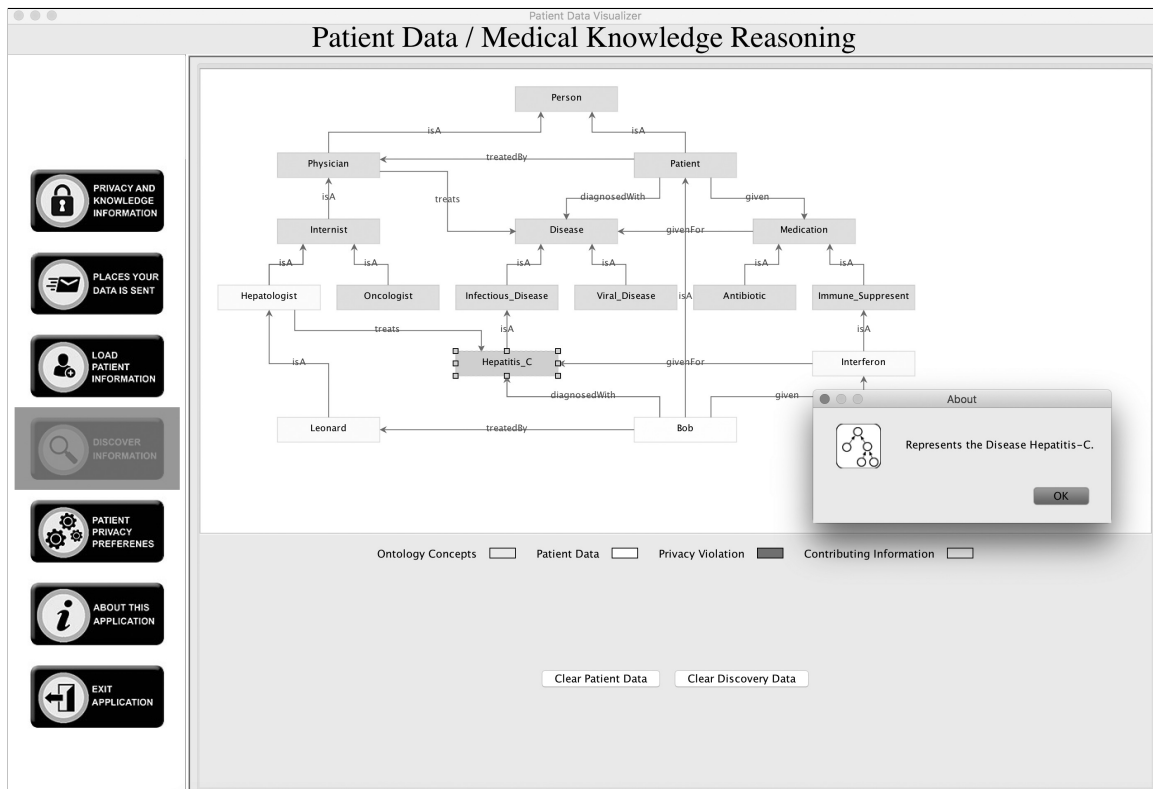 Patient Data Visualizer
Patient Data / Medical Knowledge Reasoning
PRIVACY AND
KNOWLEDGE
INFORMATION
PLACES YOUR
DATA IS SENT
LOAD
PATIENT
INFORMATION
DISCOVER
INFORMATION
PATIENT
PRIVACY
PREFERENES
ABOUT THIS
APPLICATION
EXIT
APPLICATION
Person
isA
isA
Physician
treatedBy
Patient
isA
treats
diagnosedWith
given
Internist
Disease
givenFor
Medication
isA
isA
isA
isA
isA
isA
Hepatologist
Oncologist
Infectious_Disease
Viral_Disease
isA
Antibiotic
Immune_Suppresent
treats
isA
isA
isA
Hepatitis_C
givenFor
Interferon
diagnosedWith
given
Leonard
treatedBy
Bob
About
Represents the Disease Hepatitis-C.
OK
Ontology Concepts
Patient Data
Privacy Violation
Contributing Information
Clear Patient Data
Clear Discovery Data